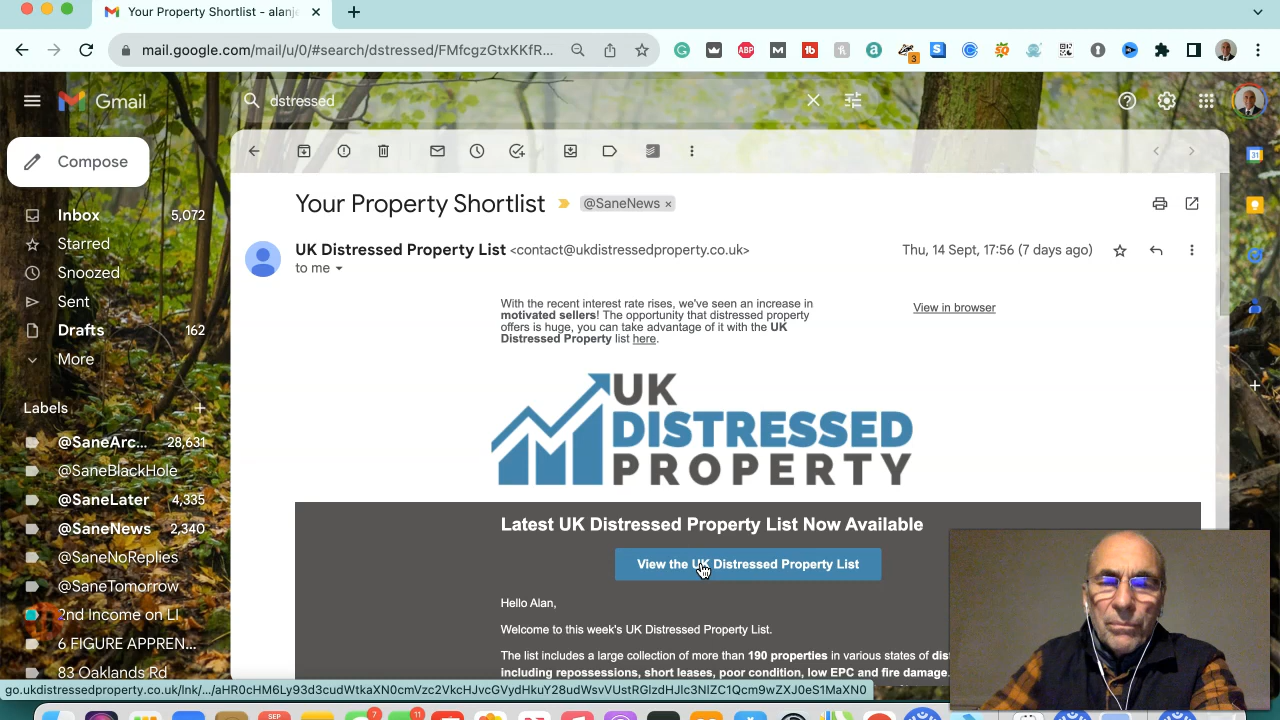 Your Property Shortlist - alanje
mail.google.com/mail/u/0/#search/dstressed/FMfcgzGtxKKfR...
ABP
3
Gmail
dstressed
Compose
Inbox 5,072
Starred
Snoozed
Sent
Drafts 162
More
Labels
@SaneArc... 28,631
@SaneBlackHole
@SaneLater 4,335
@SaneNews 2,340
@SaneNoReplies
@SaneTomorrow
2nd Income on LI
6 FIGURE APPREN...
83 Oaklands Rd
Your Property Shortlist @SaneNews ×
UK Distressed Property List <contact@ukdistressedproperty.co.uk> Thu, 14 Sept, 17:56 (7 days ago)
to me
With the recent interest rate rises, we've seen an increase in
motivated sellers! The opportunity that distressed property
offers is huge, you can take advantage of it with the UK
Distressed Property list here.
View in browser
UK
DISTRESSED
PROPERTY
Latest UK Distressed Property List Now Available
View the UK Distressed Property List
Hello Alan,
Welcome to this week's UK Distressed Property List.
The list includes a large collection of more than 190 properties in various states of dis
including repossessions, short leases, poor condition, low EPC and fire damage.
31
7
11